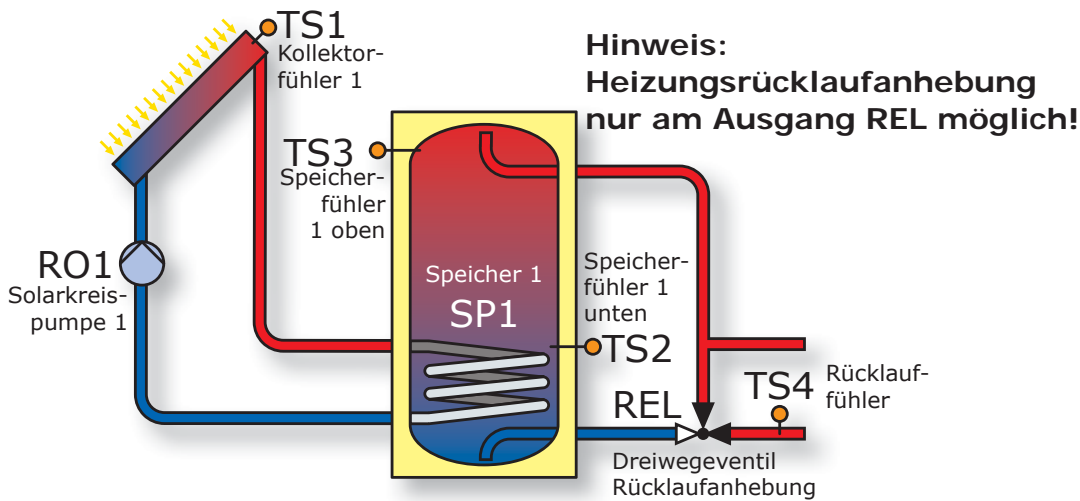 TS1
Kollektor-
fühler 1
Hinweis:
Heizungsrücklaufanhebung
nur am Ausgang REL möglich!
TS3
Speicher-
fühler
1 oben
RO1
Solarkreis-
pumpe 1
Speicher 1
SP1
Speicher-
fühler 1
unten
TS2
REL
TS4
Rücklauf-
fühler
Dreiwegeventil
Rücklaufanhebung